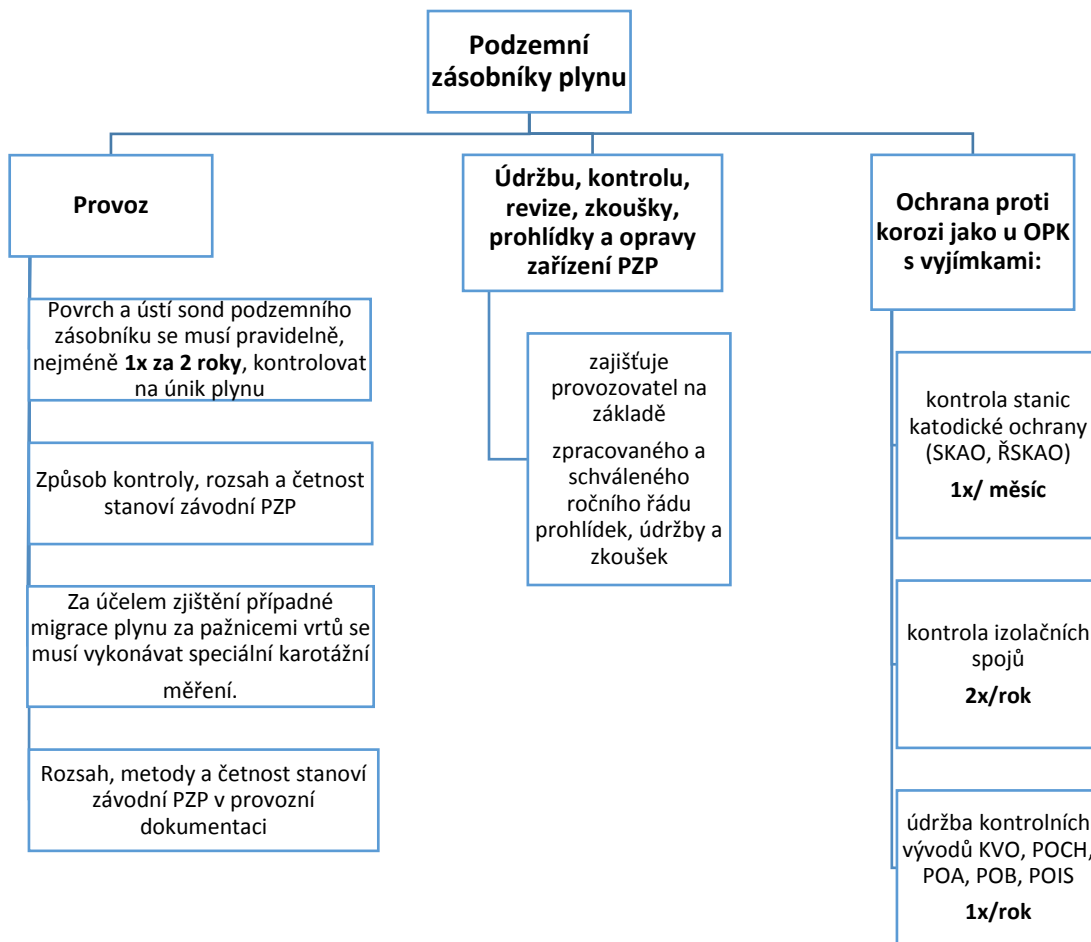 Podzemní
zásobníky plynu
Provoz
Povrch a ústí sond podzemního
zásobníku se musí pravidelně,
nejméně 1x za 2 roky, kontrolovat
na únik plynu
Způsob kontroly, rozsah a četnost
stanoví závodní PZP
Za účelem zjištění případné
migrace plynu za pažnicemi vrtů se
musí vykonávat speciální karotážní
měření.
Rozsah, metody a četnost stanoví
závodní PZP v provozní
dokumentaci
Údržbu, kontrolu,
revize, zkoušky,
prohlídky a opravy
zařízení PZP
zajišťuje
provozovatel na
základě
zpracovaného a
schváleného
ročního řádu
prohlídek, údržby a
zkoušek
Ochrana proti
korozi jako u OPK
s vyjímkami:
kontrola stanic
katodické ochrany
(SKAO, ŘSKAO)
1x/ měsíc
kontrola izolačních
spojů
2x/rok
údržba kontrolních
vývodů KVO, POCH,
POA, POB, POIS
1x/rok